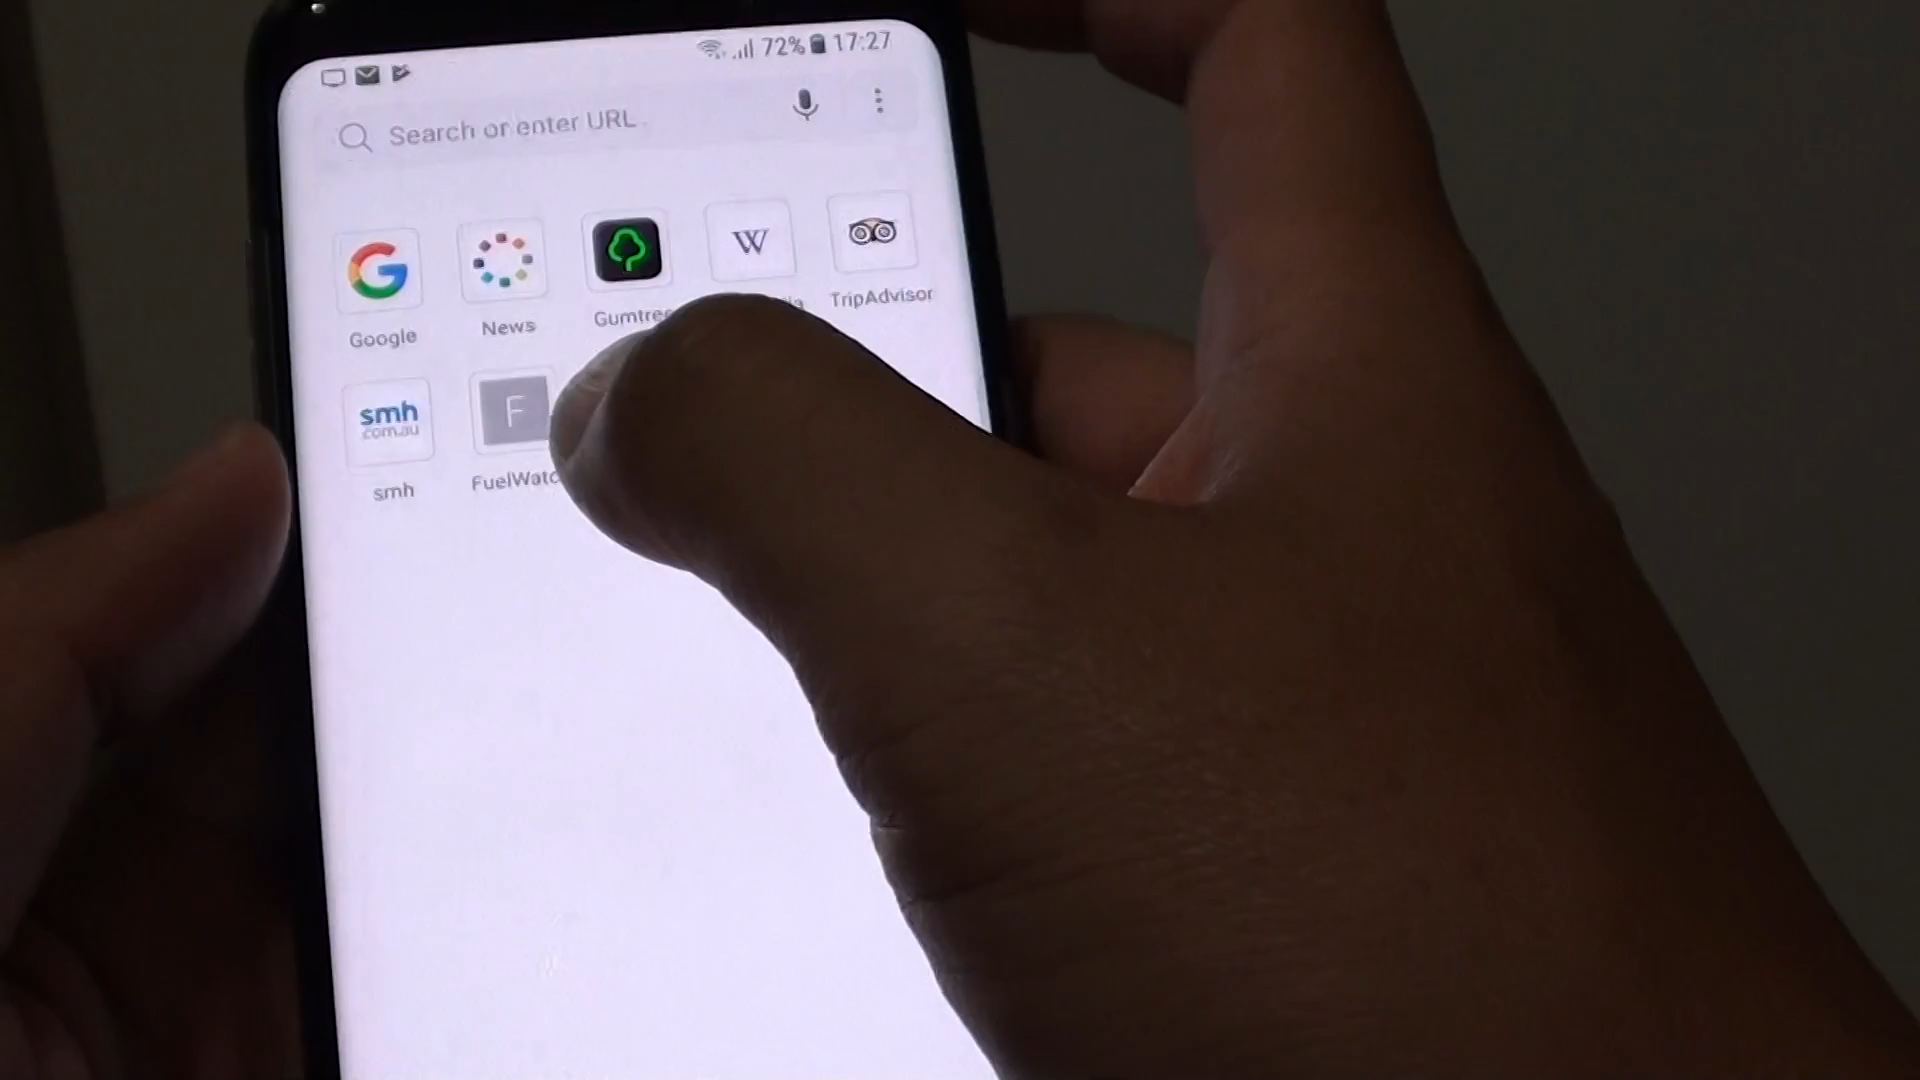 72% 17:27
Search or enter URL
W
Google
News
Gumtree
TripAdvisor
smh
com.au
F
smh
FuelWatc